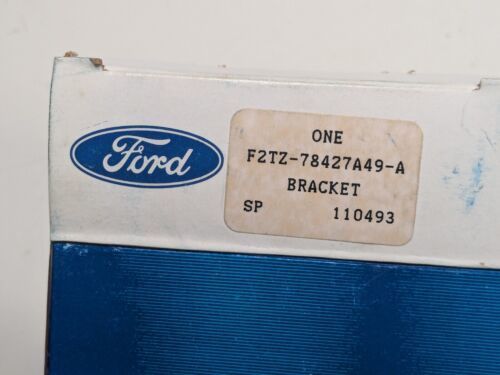 Ford
ONE
F2TZ-78427A49-A
BRACKET
SP 110493